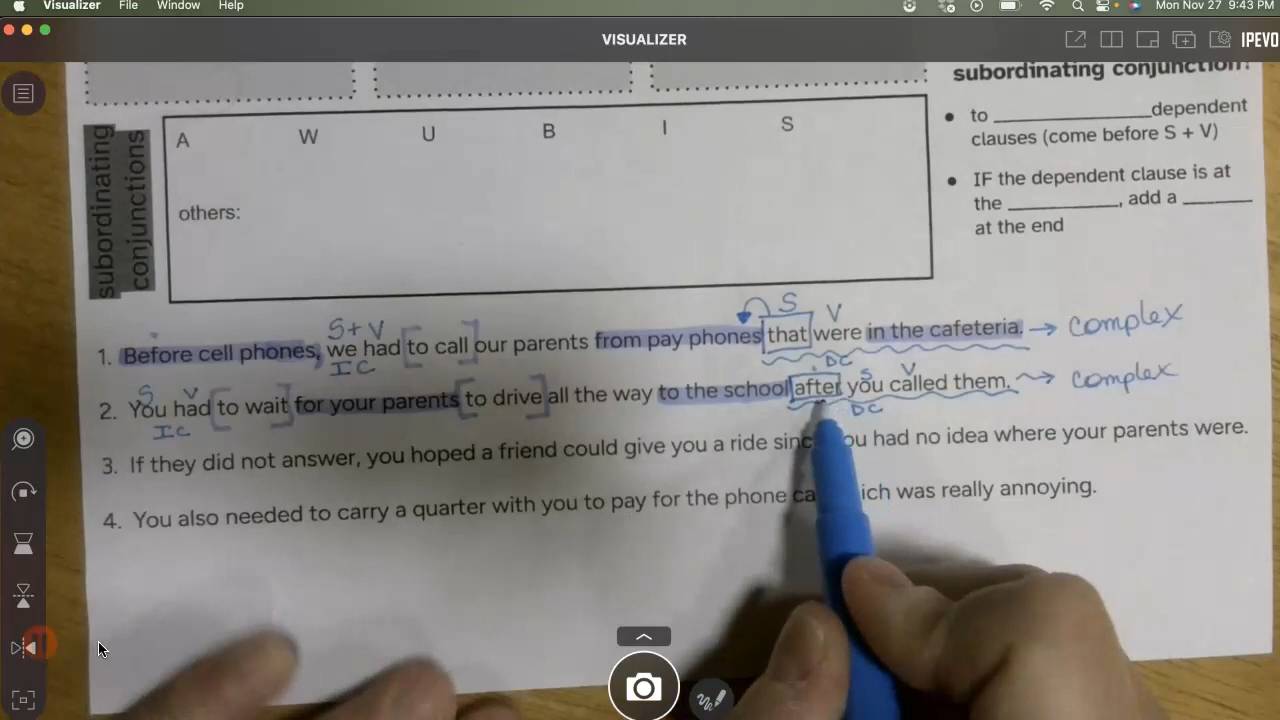 Visualizer File Window Help
Mon Nov 27 9:43 PM
VISUALIZER
IPEVO
subordinating conjunction?
subordinating conjunctions
A W U B I S
others:
• to ______________dependent
clauses (come before S + V)
• IF the dependent clause is at
the __________, add a ______
at the end
S+V
S
V
1. Before cell phones, we had [to call] our parents from pay phones that were in the cafeteria. → complex
IC
DC
S V
S V
2. You had [to wait] for your parents [to drive] all the way to the school after you called them. → complex
IC
DC
3. If they did not answer, you hoped a friend could give you a ride you had no idea where your parents were.
4. You also needed to carry a quarter with you to pay for the phone was really annoying.